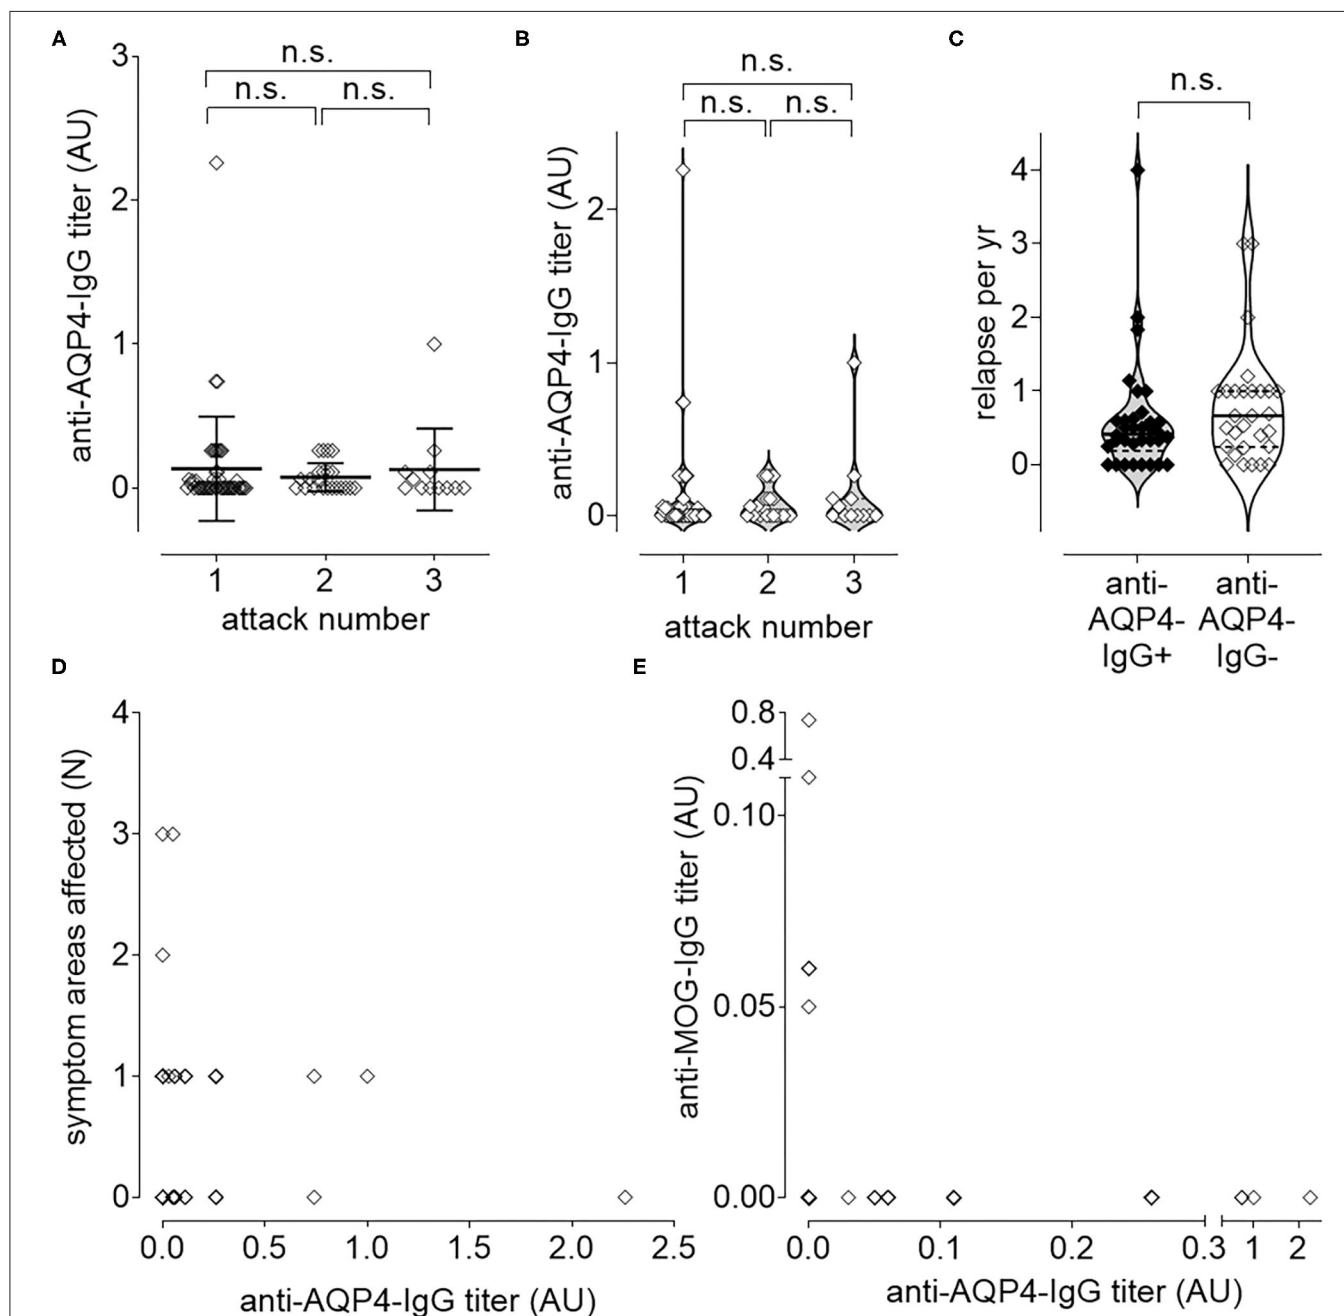 A
n.s.
n.s.
n.s.
3
2
1
0
anti-AQP4-IgG titer (AU)
1
2
3
attack number
B
n.s.
n.s.
n.s.
2
1
0
anti-AQP4-IgG titer (AU)
1
2
3
attack number
C
n.s.
4
3
2
1
0
relapse per yr
anti-
AQP4-
IgG+
anti-
AQP4-
IgG-
D
4
3
2
1
0
symptom areas affected (N)
0.0
0.5
1.0
1.5
2.0
2.5
anti-AQP4-IgG titer (AU)
E
0.8
0.4
0.10
0.05
0.00
anti-MOG-IgG titer (AU)
0.0
0.1
0.2
0.3
1
2
anti-AQP4-IgG titer (AU)